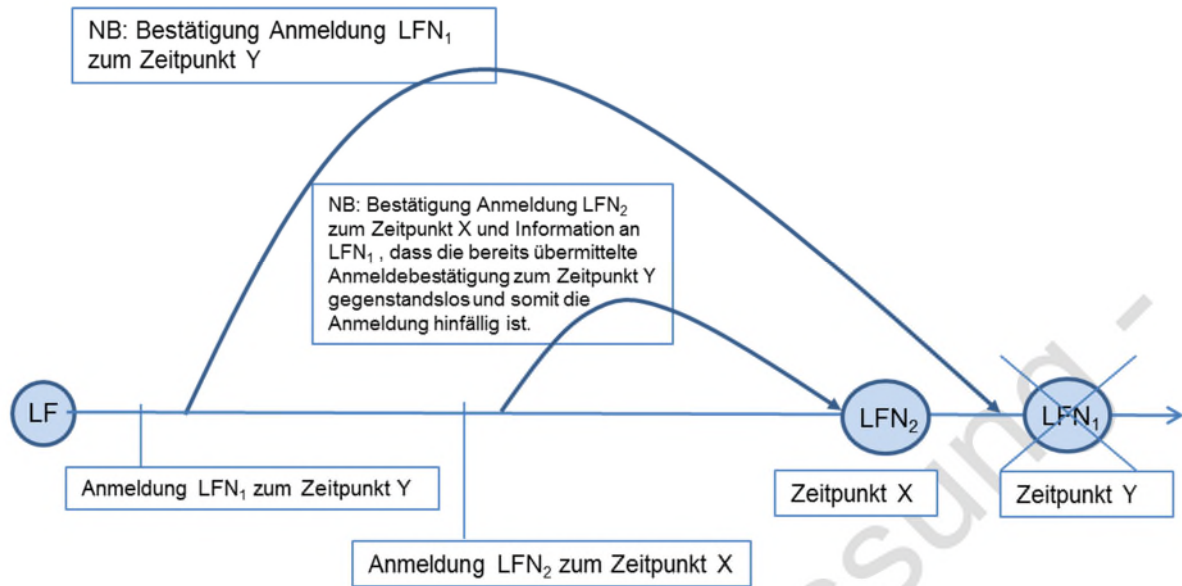 NB: Bestätigung Anmeldung LFN₁
zum Zeitpunkt Y
NB: Bestätigung Anmeldung LFN₂
zum Zeitpunkt X und Information an
LFN₁ , dass die bereits übermittelte
Anmeldebestätigung zum Zeitpunkt Y
gegenstandslos und somit die
Anmeldung hinfällig ist.
LF
LFN₂
LFN₁
Anmeldung LFN₁ zum Zeitpunkt Y
Zeitpunkt X
Zeitpunkt Y
Anmeldung LFN₂ zum Zeitpunkt X
ssung -